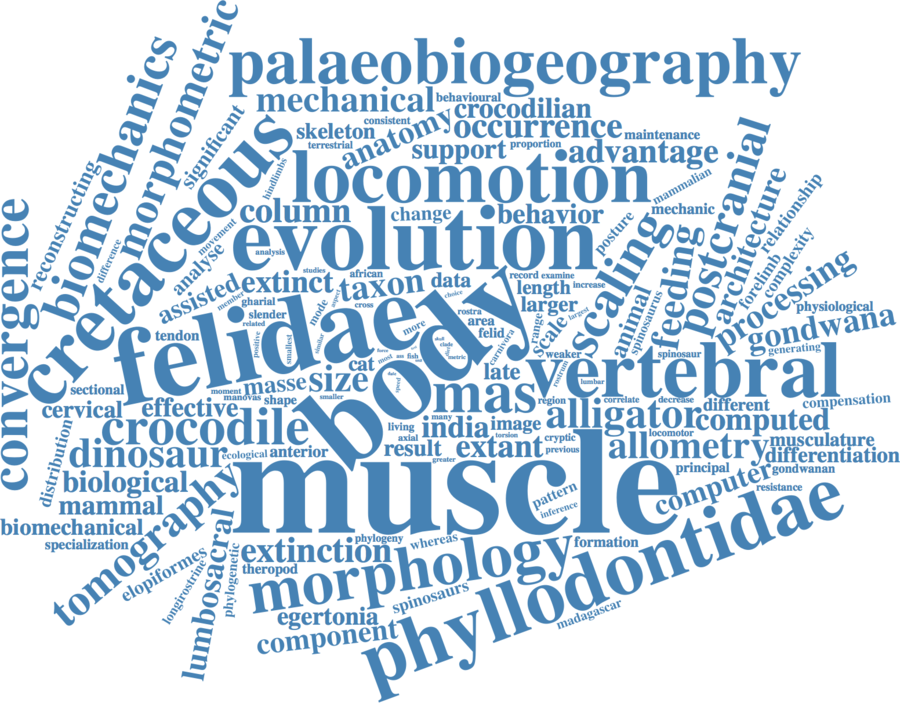 palaeobiogeography
mechanical
behavioural
crocodilian
consistent
skeleton
terrestrial
anatomy
occurrence
maintenance
support
proportion
advantage
morphometric
biomechanics
significant
cretaceous
hindlimbs
locomotion
mammalian
mechanic
column
change
behavior
posture
evolution
reconstructing
difference
movement
analyse
analysis
studies
convergence
assisted
member
extinct
african
taxon
data
record
examine
length
increase
choice
cross
aspect
mode
gharial
slender
related
positive
smallest
similar
larger
range
scale
largest
scaling
animal
spinosaurus
feeding
postcranial
architecture
forelimb
relationship
complexity
processing
physiological
gondwana
generating
felidae
body
more
rostra
area
felid
carnivora
tendon
cat
late
weaker
rostrum
spinosaur
vertebral
lumbar
sectional
moment
manovas
masse
shape
size
smaller
speed
mas
region
correlate
decrease
different
compensation
cervical
effective
crocodile
living
axial
many
india
image
torsion
alligator
computed
distribution
dinosaur
ecological
anterior
result
greater
extant
cryptic
previous
locomotor
allometry
musculature
differentiation
biological
mammal
muscle
principal
gondwanan
computer
resistance
pattern
inference
biomechanical
specialization
tomography
elopiformes
longirostrine
lumbosacral
phylogenetic
extinction
phylogeny
whereas
formation
theropod
morphology
spinosaurs
egertonia
component
phyllodontidae
madagascar